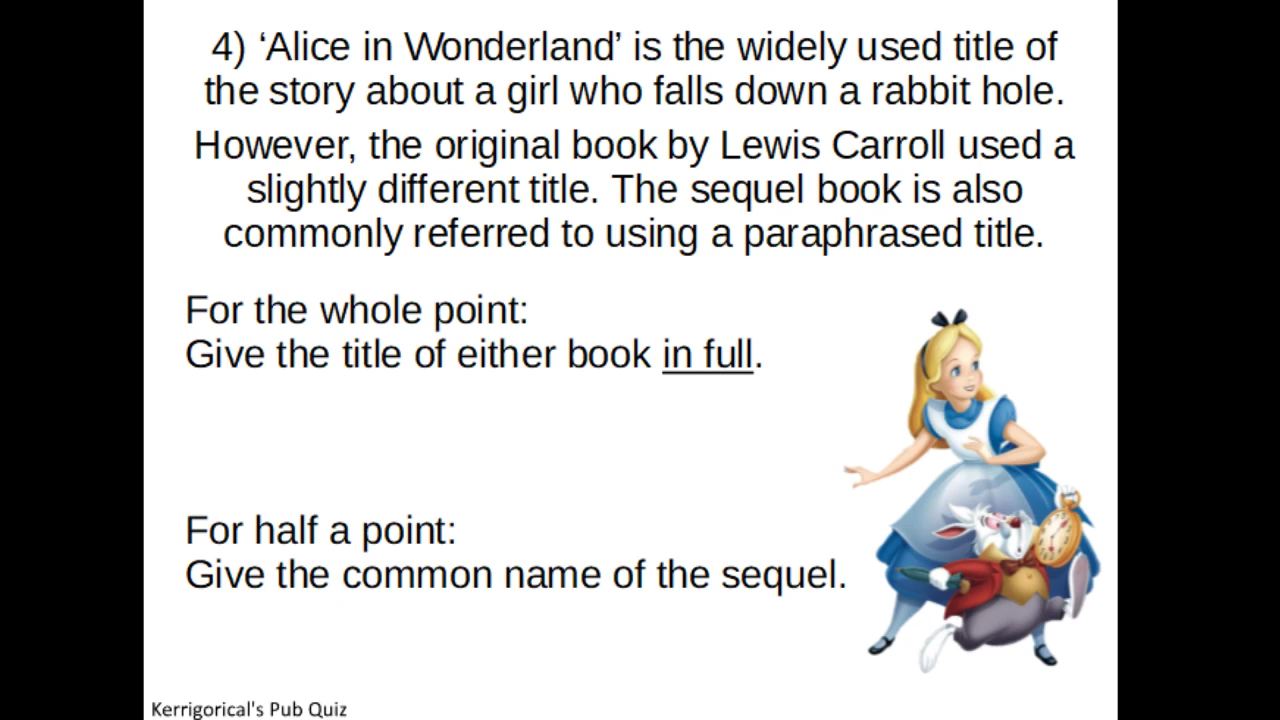 4) ‘Alice in Wonderland’ is the widely used title of
the story about a girl who falls down a rabbit hole.
However, the original book by Lewis Carroll used a
slightly different title. The sequel book is also
commonly referred to using a paraphrased title.
For the whole point:
Give the title of either book in full.
For half a point:
Give the common name of the sequel.
Kerrigorical's Pub Quiz